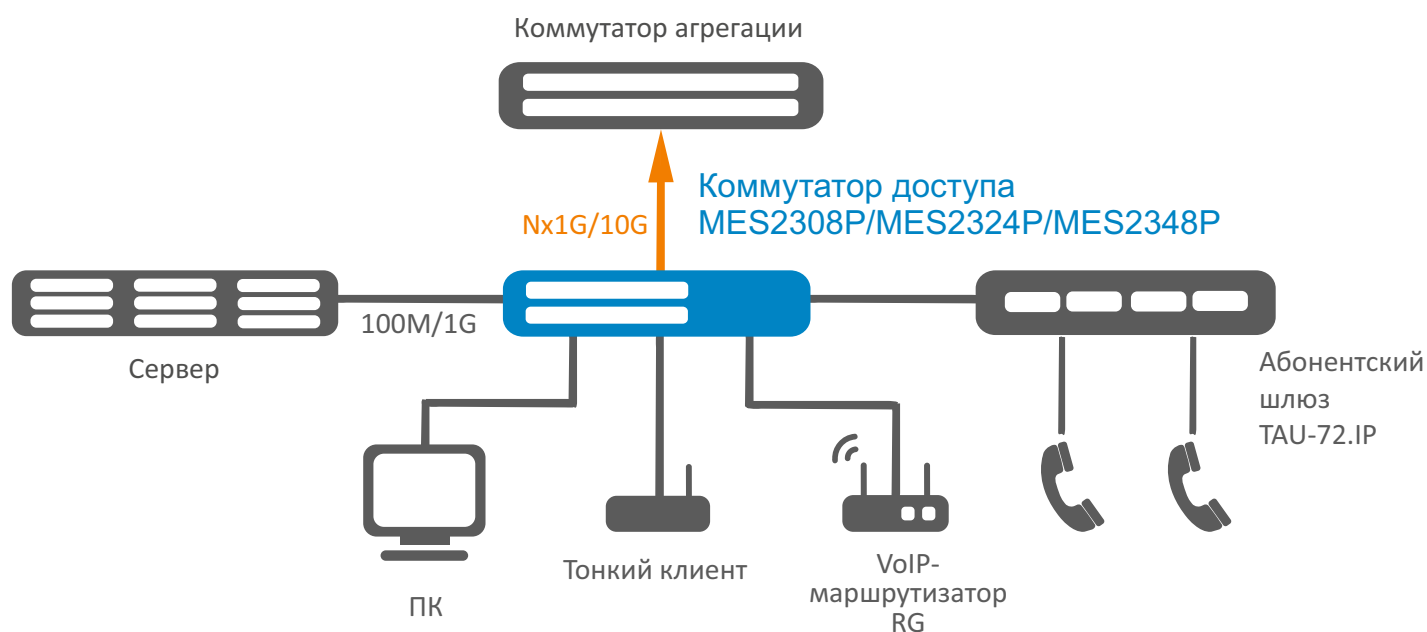 Коммутатор агрегации
Коммутатор доступа
Nx1G/10G
MES2308P/MES2324P/MES2348P
100M/1G
Сервер
Абонентский
шлюз
TAU-72.IP
ПК
Тонкий клиент
VoIP-
маршрутизатор
RG